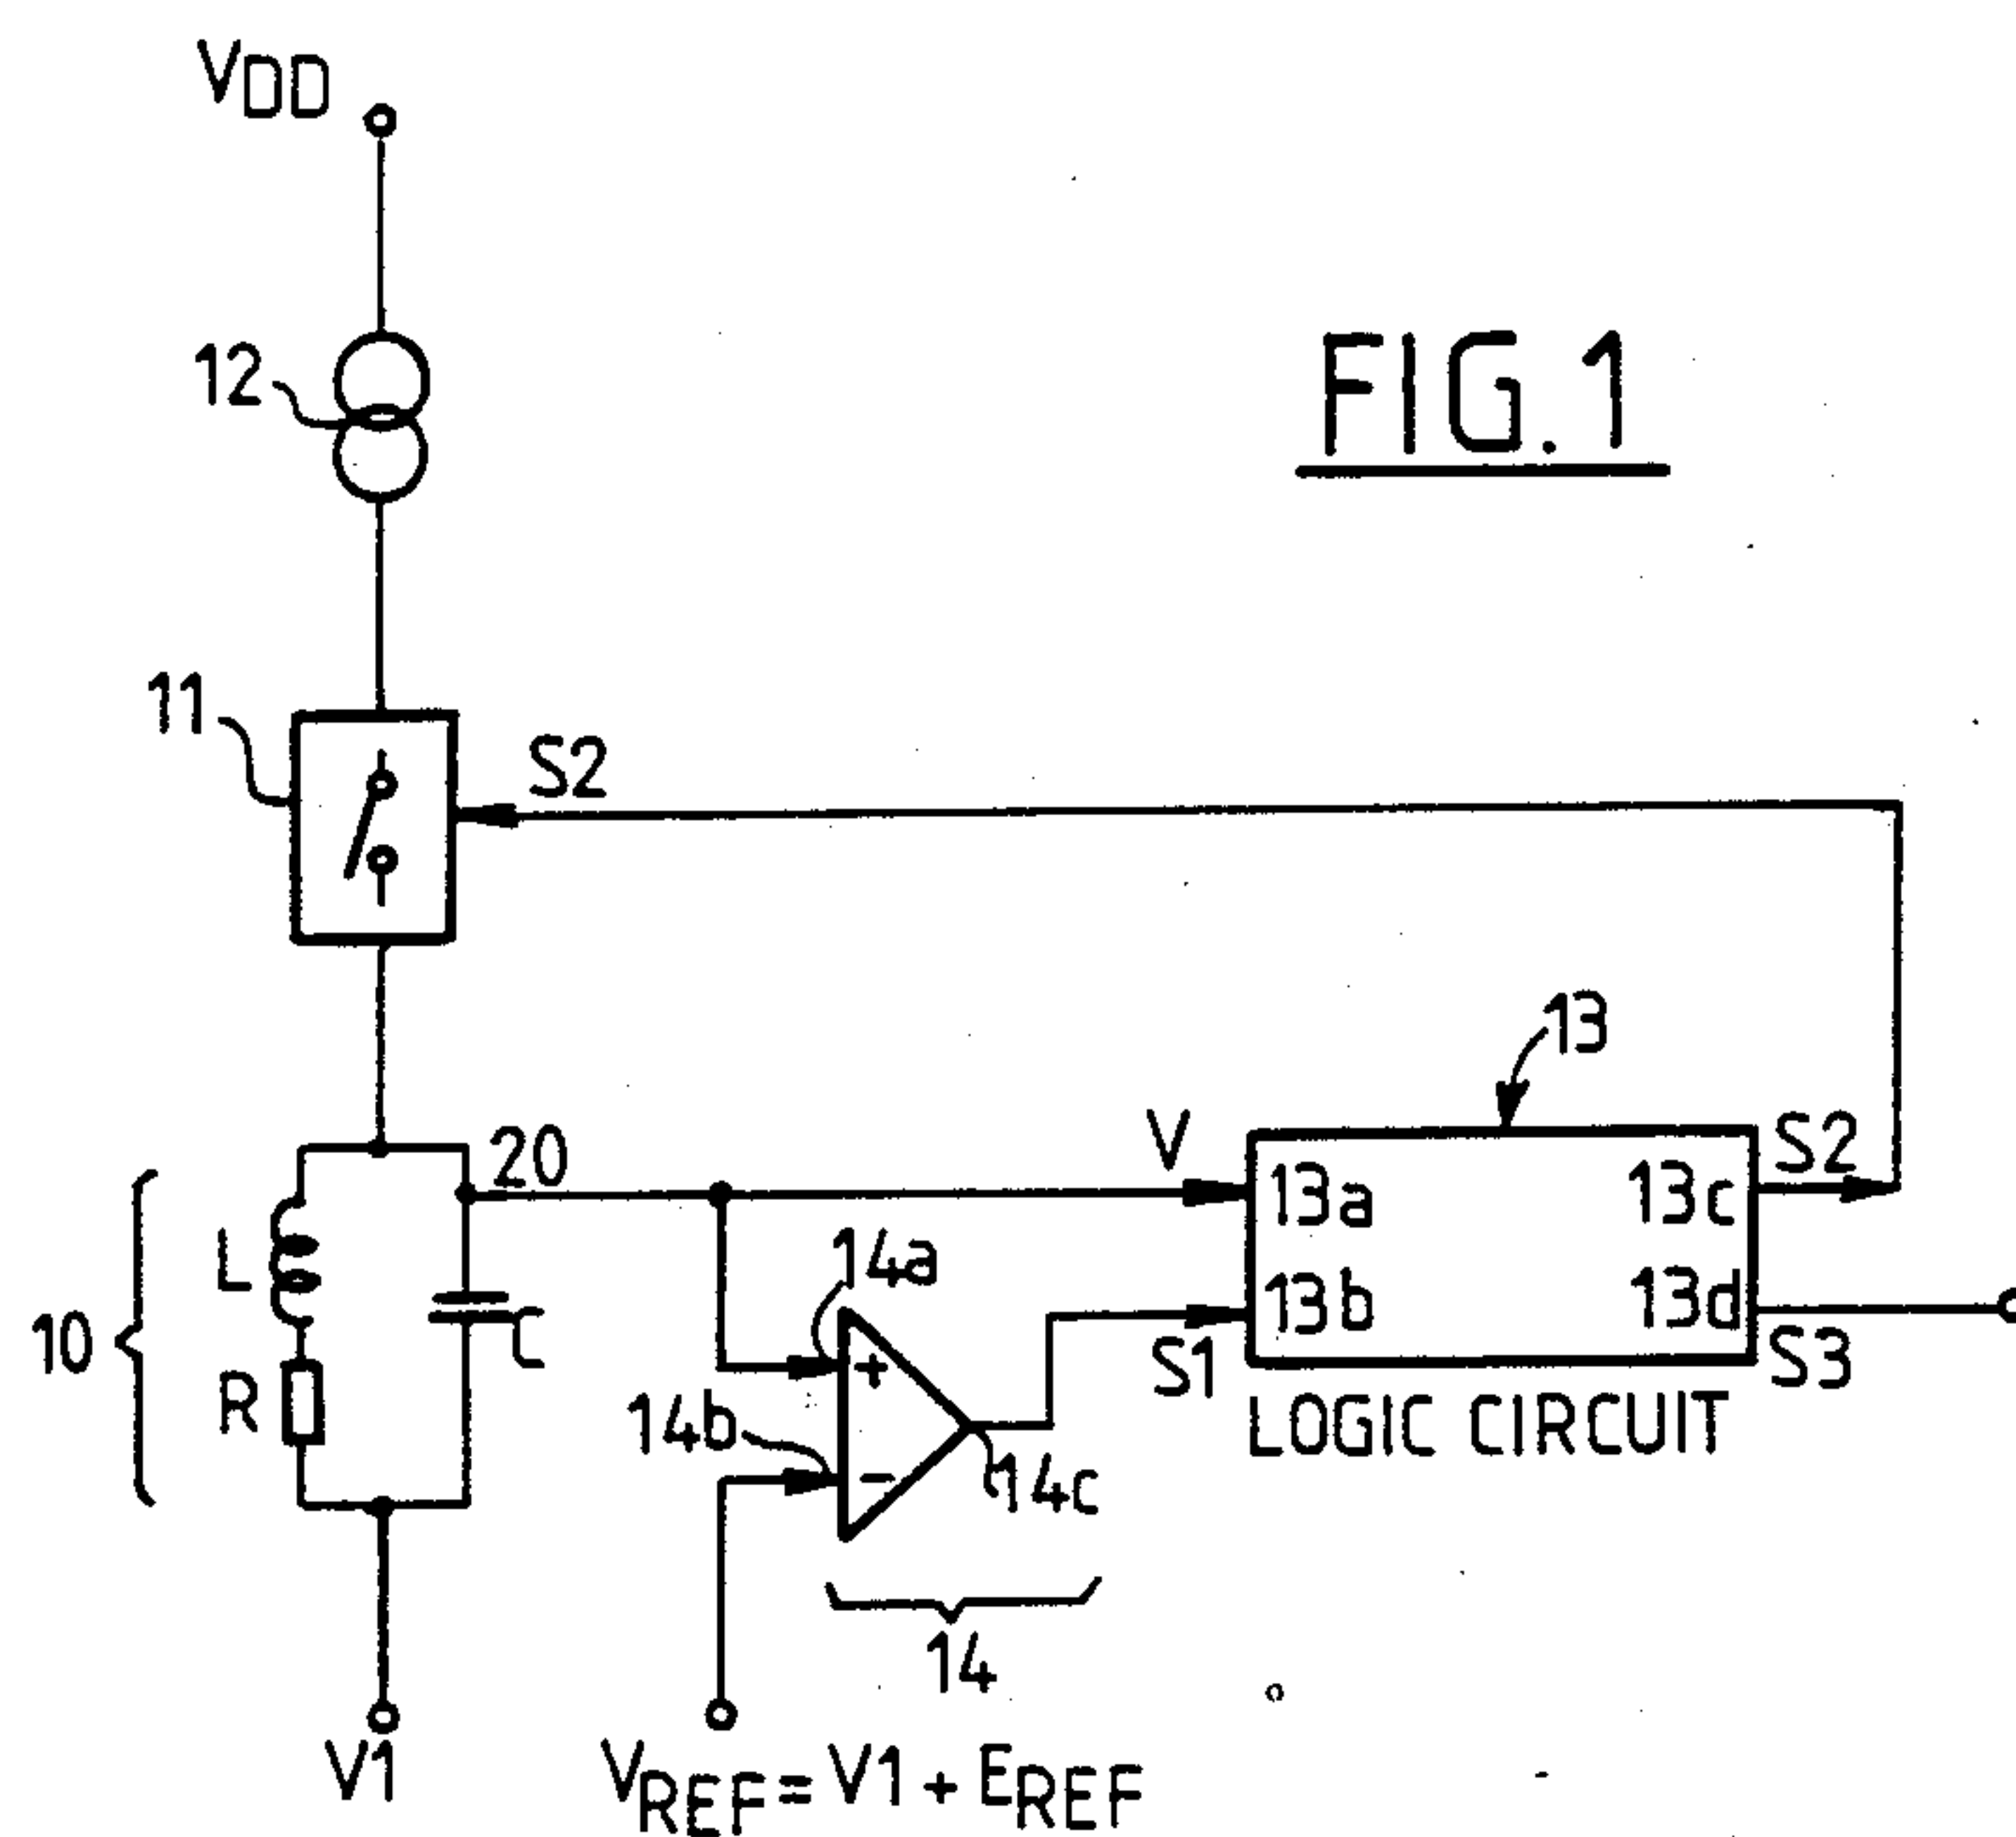 VDD
12
FIG.1
11
S2
13
20
V
S2
13a
13c
14a
L
10
C
13b
13d
S1
S3
R
14b
LOGIC CIRCUIT
14c
14
V1
VREF = V1 + EREF